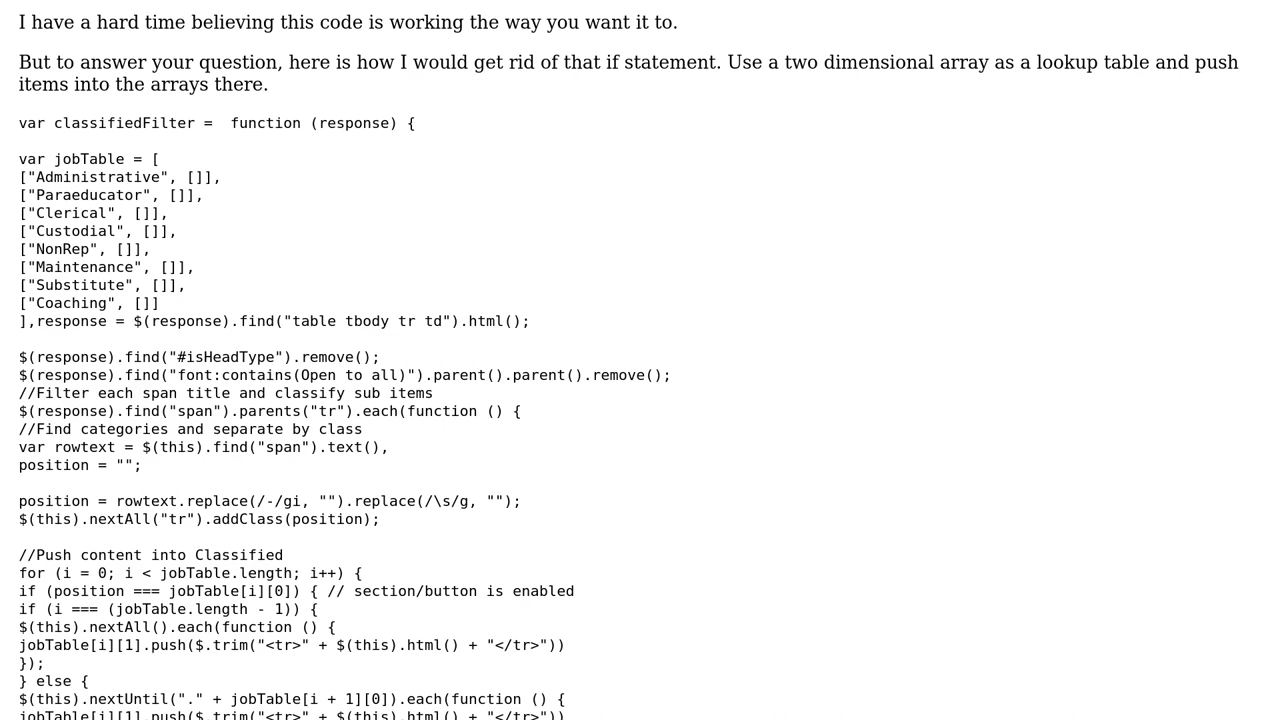 I have a hard time believing this code is working the way you want it to.
But to answer your question, here is how I would get rid of that if statement. Use a two dimensional array as a lookup table and push
items into the arrays there.
var classifiedFilter =  function (response) {
var jobTable = [
["Administrative", []],
["Paraeducator", []],
["Clerical", []],
["Custodial", []],
["NonRep", []],
["Maintenance", []],
["Substitute", []],
["Coaching", []]
],response = $(response).find("table tbody tr td").html();
$(response).find("#isHeadType").remove();
$(response).find("font:contains(Open to all)").parent().parent().remove();
//Filter each span title and classify sub items
$(response).find("span").parents("tr").each(function () {
//Find categories and separate by class
var rowtext = $(this).find("span").text(),
position = "";
position = rowtext.replace(/-/gi, "").replace(/\s/g, "");
$(this).nextAll("tr").addClass(position);
//Push content into Classified
for (i = 0; i < jobTable.length; i++) {
if (position === jobTable[i][0]) { // section/button is enabled
if (i === (jobTable.length - 1)) {
$(this).nextAll().each(function () {
jobTable[i][1].push($.trim("<tr>" + $(this).html() + "</tr>"))
});
} else {
$(this).nextUntil("." + jobTable[i + 1][0]).each(function () {
jobTable[i][1].push($.trim("<tr>" + $(this).html() + "</tr>"))